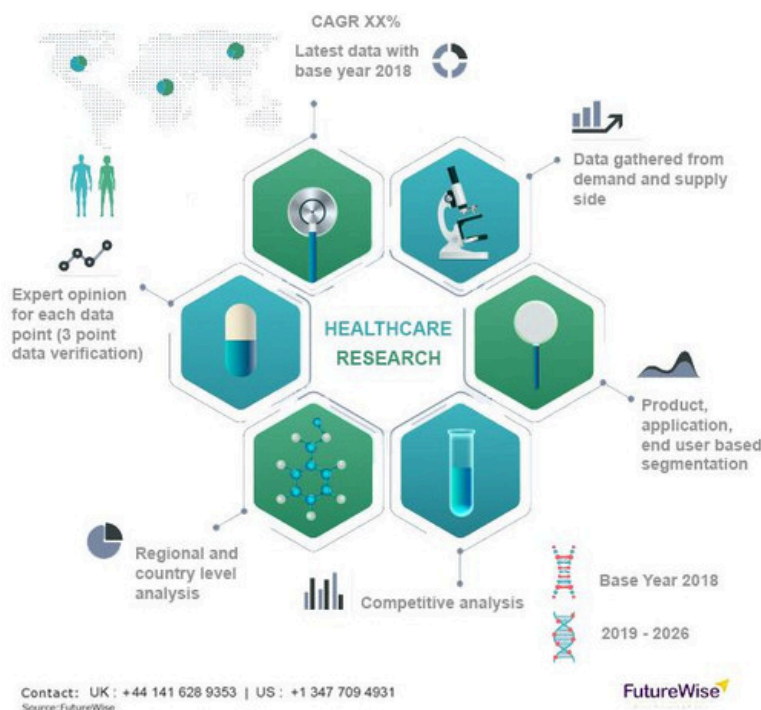 CAGR XX%
Latest data with
base year 2018
Data gathered from
demand and supply
side
Expert opinion
for each data
point (3 point
data verification)
HEALTHCARE
RESEARCH
Product,
application,
end user based
segmentation
Regional and
country level
analysis
Competitive analysis
Base Year 2018
2019 - 2026
Contact: UK : +44 141 628 9353 | US : +1 347 709 4931
Source:FutureWise
FutureWise